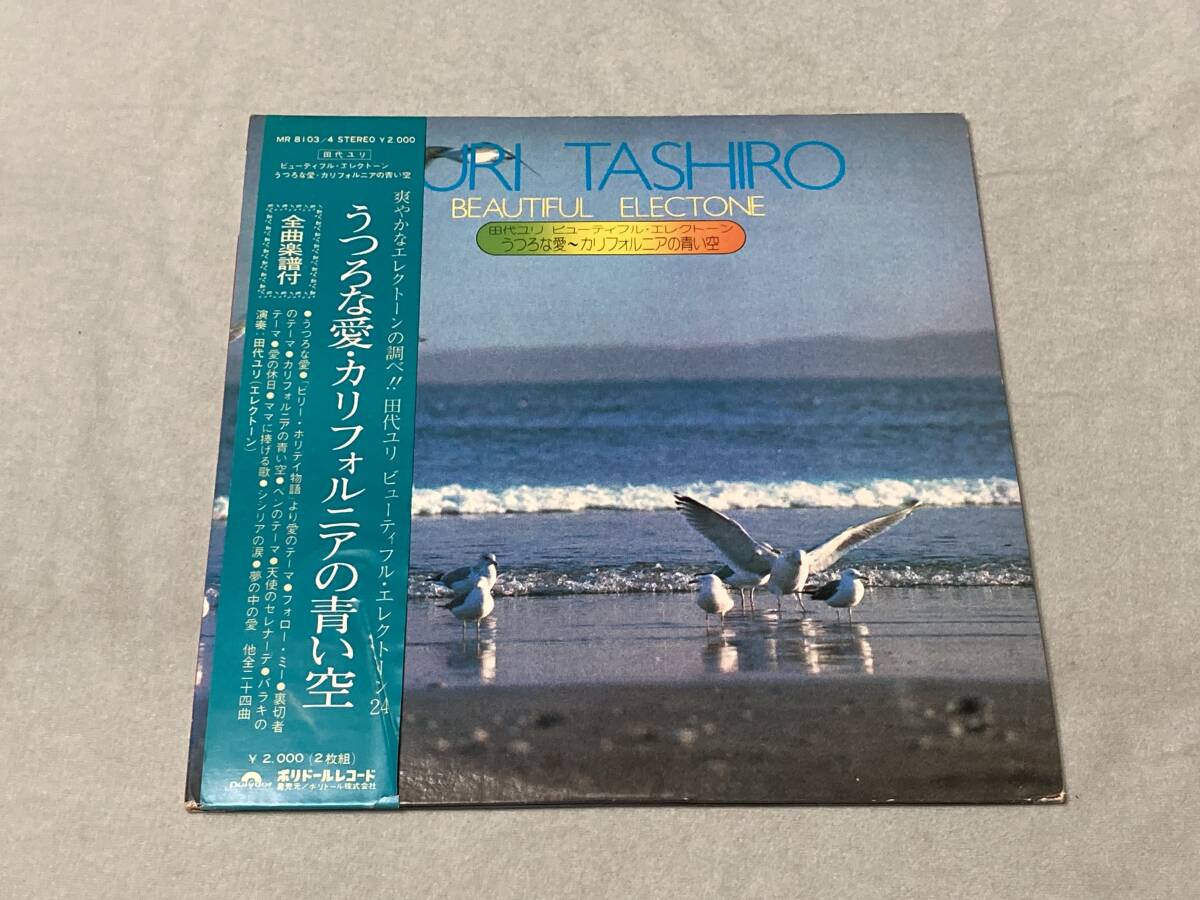 MR 8103/4 STEREO ¥2.000
田代ユリ
ビューティフル・エレクトーン
うつろな愛・カリフォルニアの青い空
爽やかなエレクトーンの調べ!! 田代ユリ ビューティフル・エレクトーン24
うつろな愛・カリフォルニアの青い空
全曲楽譜付
●うつろな愛●「ビリー・ホリデイ物語」より愛のテーマ●フォロー・ミー●裏切者
のテーマ●カリフォルニアの青い空●ベンのテーマ●天使のセレナーデ●バラキの
テーマ●愛の休日●ママに捧げる歌●シシリアの涙●夢の中の愛 他全二十四曲
演奏:田代ユリ(エレクトーン)
¥2.000(2枚組)
polydor
ポリドールレコード
発売元/ポリドール株式会社
URI TASHIRO
BEAUTIFUL ELECTONE
田代ユリ ビューティフル・エレクトーン
うつろな愛~カリフォルニアの青い空